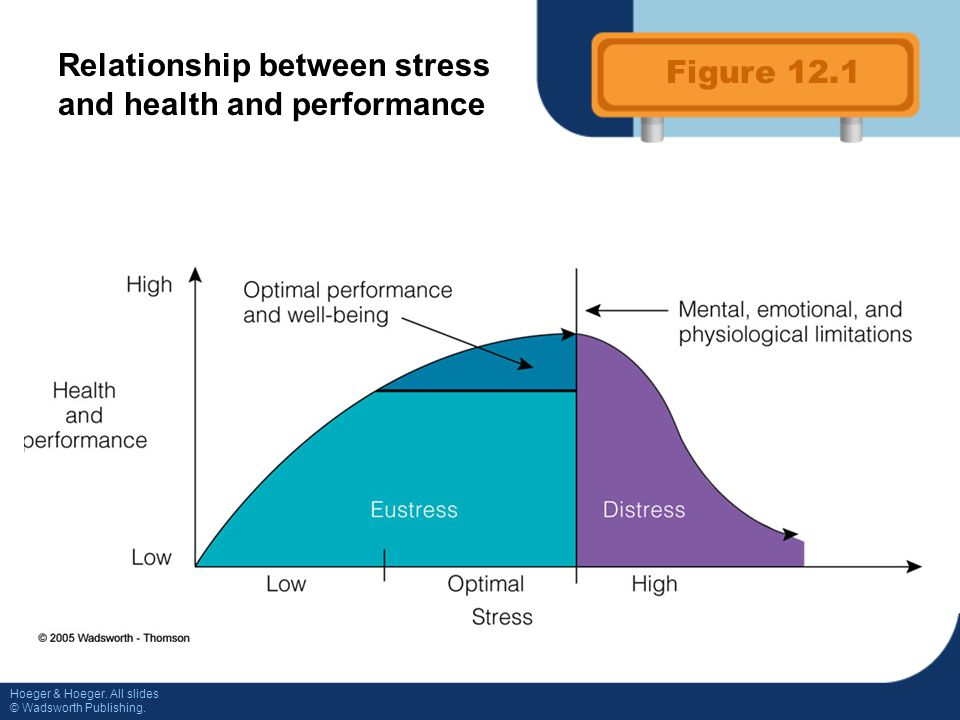 Relationship between stress
and health and performance
Figure 12.1
High
Optimal performance
and well-being
Mental, emotional, and
physiological limitations
Health
and
performance
Eustress
Distress
Low
Low
Optimal
High
Stress
© 2005 Wadsworth - Thomson
Hoeger & Hoeger. All slides
© Wadsworth Publishing.